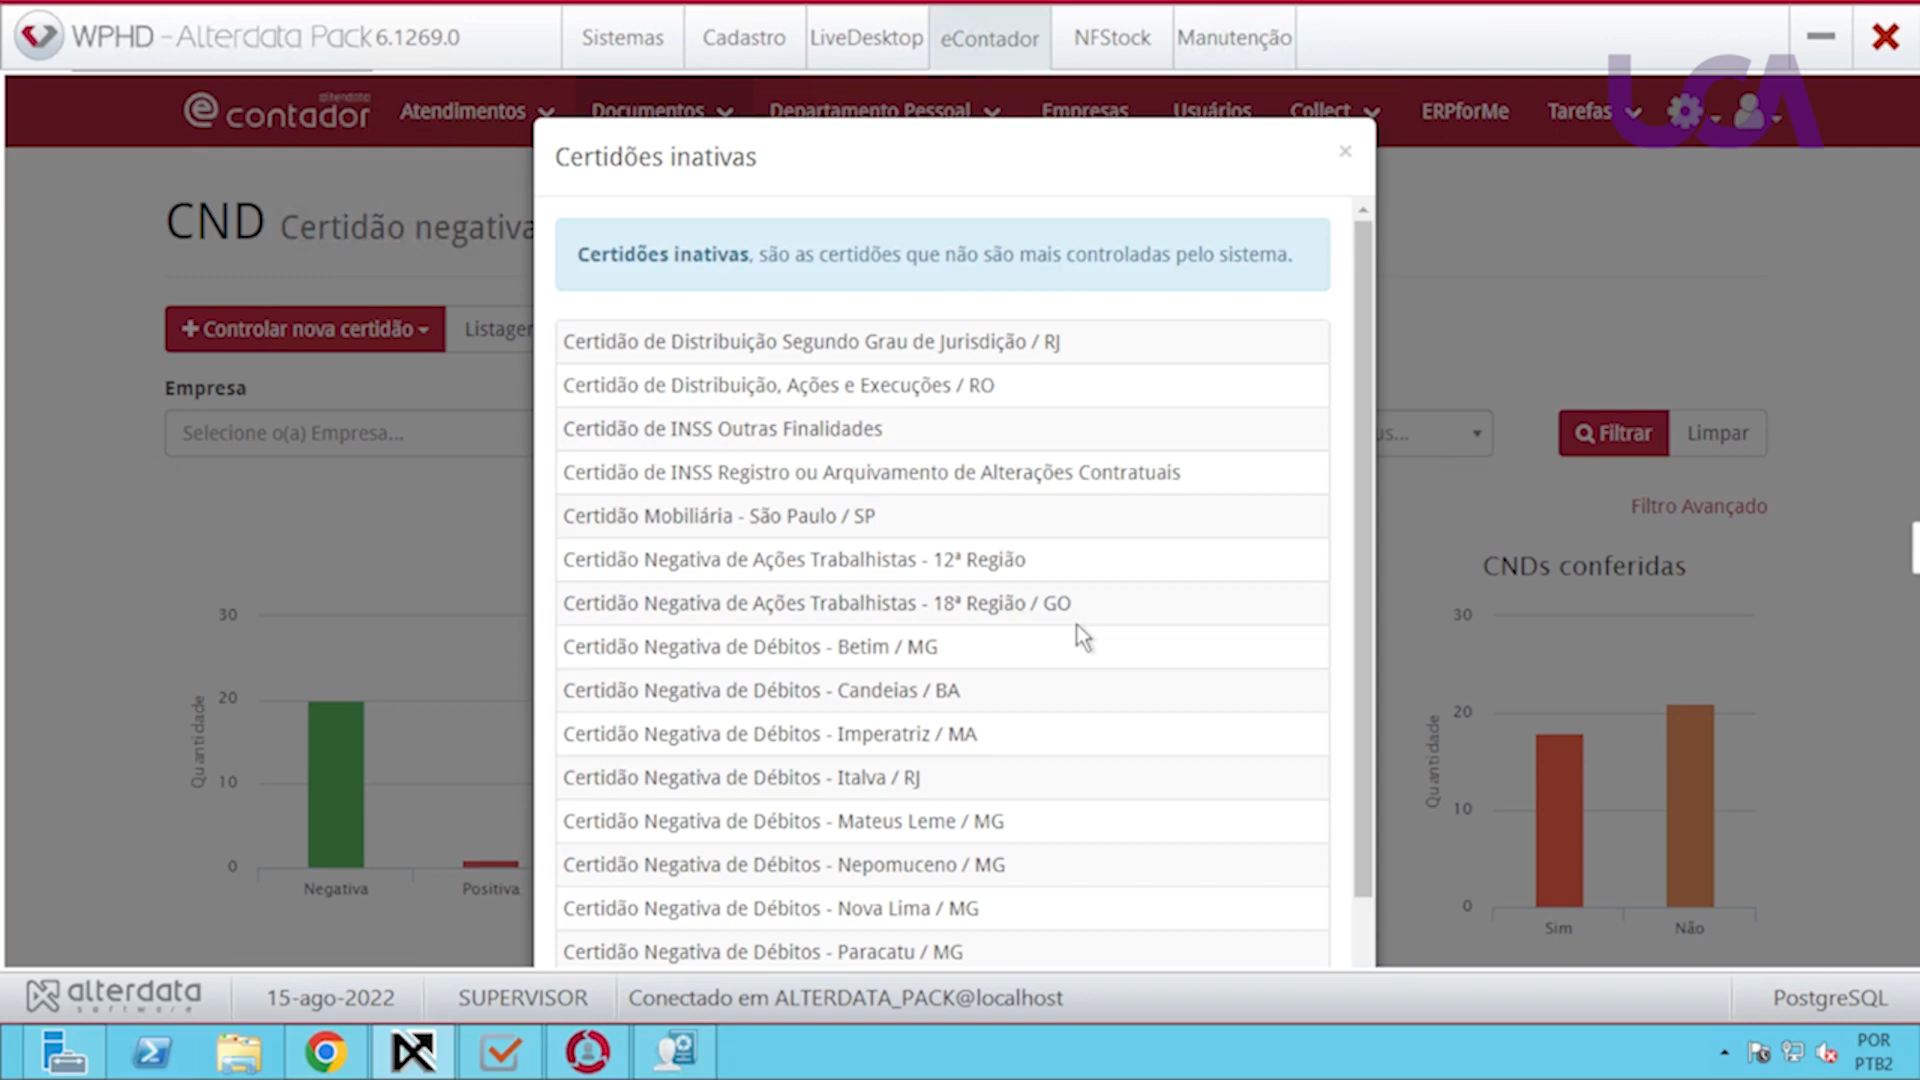 WPHD - Alterdata Pack 6.1269.0
Sistemas
Cadastro
LiveDesktop
eContador
NFStock
Manutenção
UCA
alterdata
e contador
Atendimentos
Documentos
Departamento Pessoal
Empresas
Usuários
Collect
ERPforMe
Tarefas
Certidões inativas
×
CND Certidão negativa
Certidões inativas, são as certidões que não são mais controladas pelo sistema.
Controlar nova certidão
Empresa
Selecione o(a) Empresa...
Filtrar
Limpar
Filtro Avançado
Certidão de Distribuição Segundo Grau de Jurisdição / RJ
Certidão de Distribuição, Ações e Execuções / RO
Certidão de INSS Outras Finalidades
Certidão de INSS Registro ou Arquivamento de Alterações Contratuais
Certidão Mobiliária - São Paulo / SP
Certidão Negativa de Ações Trabalhistas - 12ª Região
Certidão Negativa de Ações Trabalhistas - 18ª Região / GO
Certidão Negativa de Débitos - Betim / MG
Certidão Negativa de Débitos - Candeias / BA
Certidão Negativa de Débitos - Imperatriz / MA
Certidão Negativa de Débitos - Italva / RJ
Certidão Negativa de Débitos - Mateus Leme / MG
Certidão Negativa de Débitos - Nepomuceno / MG
Certidão Negativa de Débitos - Nova Lima / MG
Certidão Negativa de Débitos - Paracatu / MG
Quantidade
30
20
10
0
Negativa
Positiva
CNDs conferidas
Quantidade
30
20
10
0
Sim
Não
alterdata
software
15-ago-2022
SUPERVISOR
Conectado em ALTERDATA_PACK@localhost
PostgreSQL
POR
PTB2